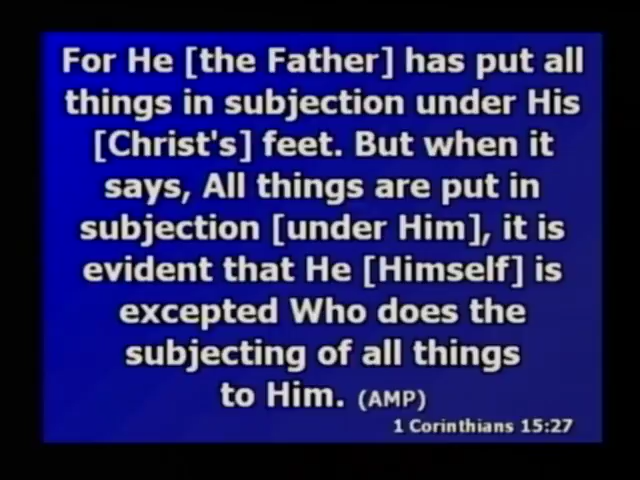 For He [the Father] has put all
things in subjection under His
[Christ's] feet. But when it
says, All things are put in
subjection [under Him], it is
evident that He [Himself] is
excepted Who does the
subjecting of all things
to Him. (AMP)
1 Corinthians 15:27